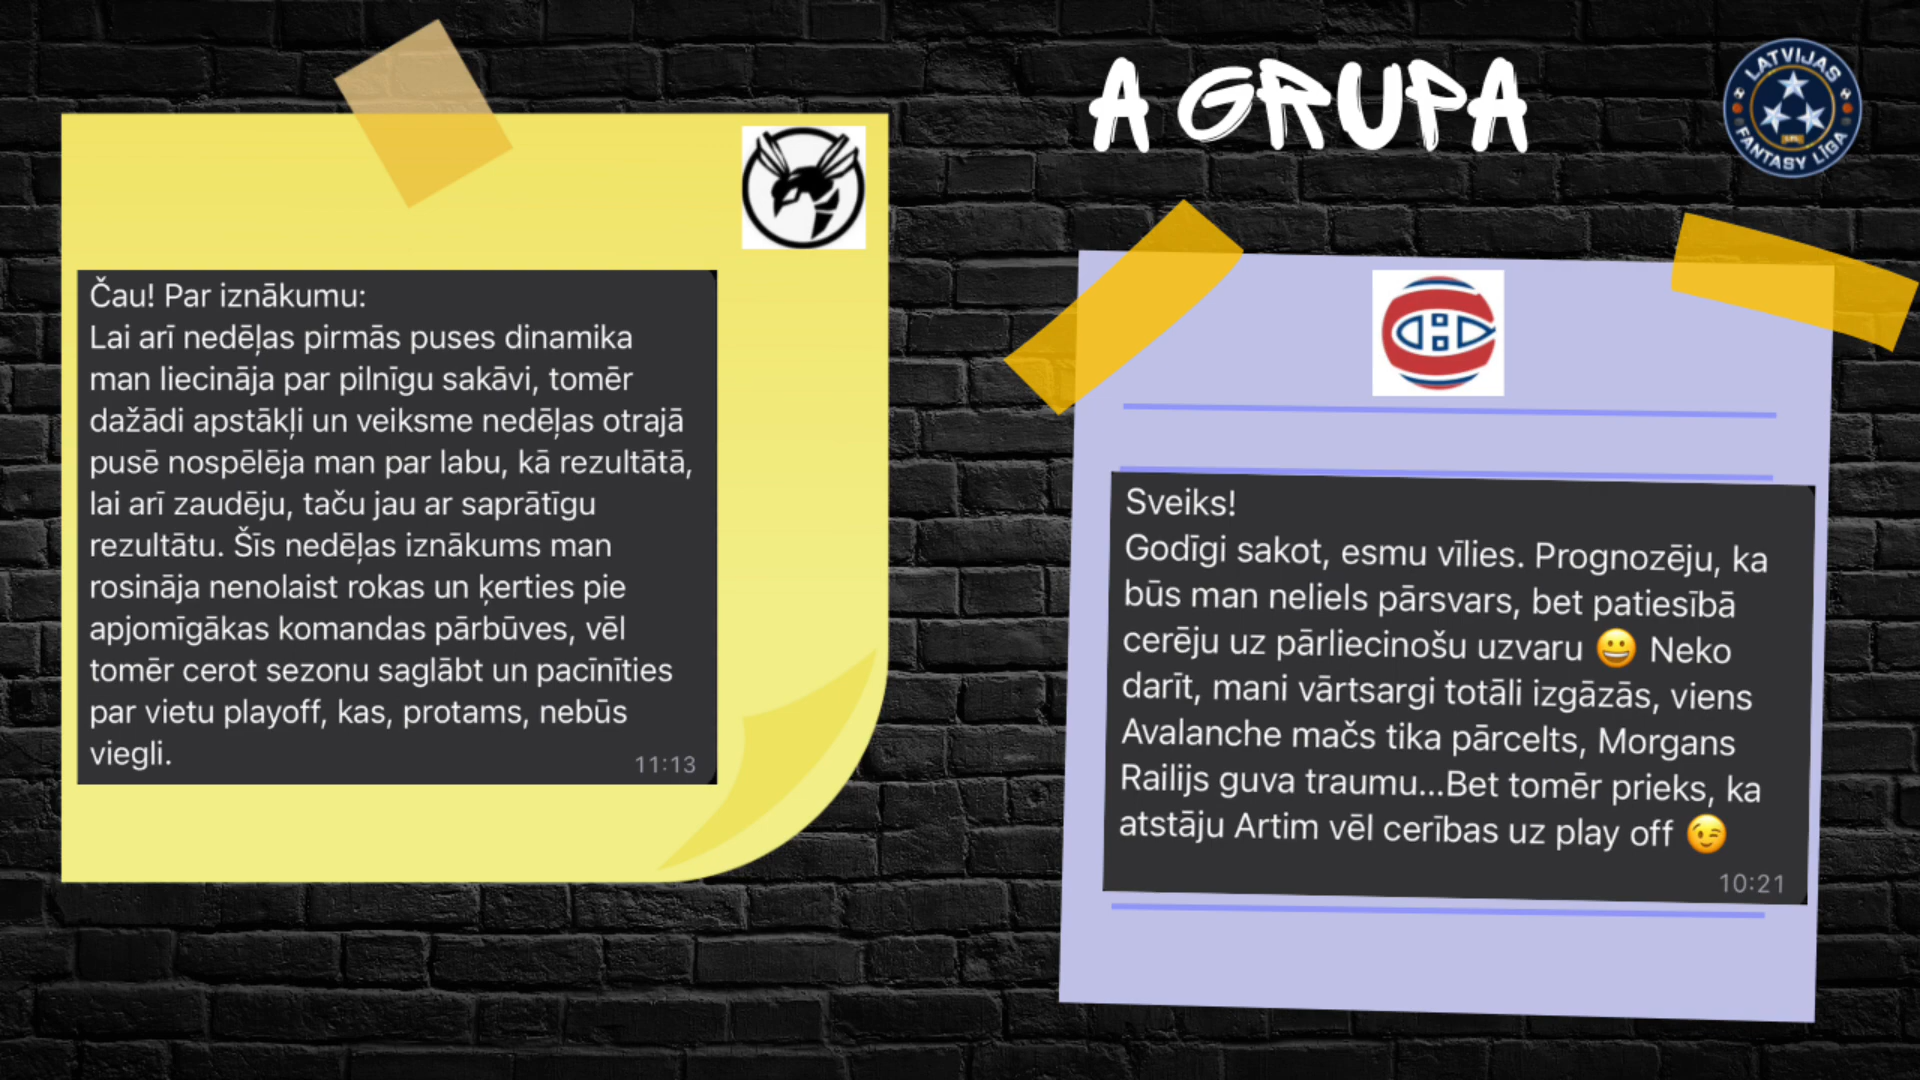 A GRUPA
LATVIJAS
FANTASY LĪGA
Čau! Par iznākumu:
Lai arī nedēļas pirmās puses dinamika
man liecināja par pilnīgu sakāvi, tomēr
dažādi apstākļi un veiksme nedēļas otrajā
pusē nospēlēja man par labu, kā rezultātā,
lai arī zaudēju, taču jau ar saprātīgu
rezultātu. Šīs nedēļas iznākums man
rosināja nenolaist rokas un ķerties pie
apjomīgākas komandas pārbūves, vēl
tomēr cerot sezonu saglābt un pacīnīties
par vietu playoff, kas, protams, nebūs
viegli.
11:13
Sveiks!
Godīgi sakot, esmu vīlies. Prognozēju, ka
būs man neliels pārsvars, bet patiesībā
cerēju uz pārliecinošu uzvaru 😀 Neko
darīt, mani vārtsargi totāli izgāzās, viens
Avalanche mačs tika pārcelts, Morgans
Railijs guva traumu...Bet tomēr prieks, ka
atstāju Artim vēl cerības uz play off 😉
10:21